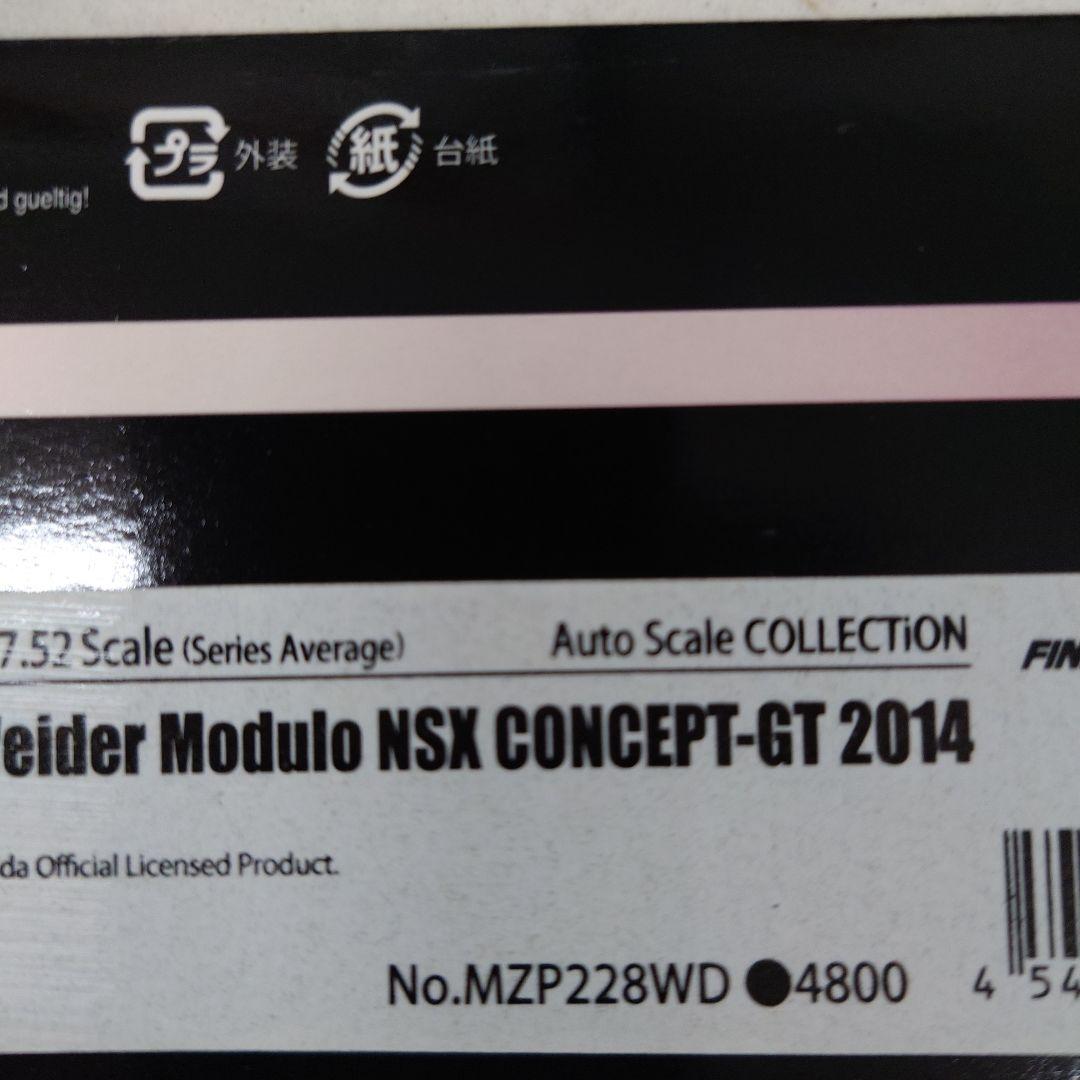 プラ 外装 紙 台紙
d gueltig!
7.52 Scale (Series Average) Auto Scale COLLECTiON FIN
eider Modulo NSX CONCEPT-GT 2014
da Official Licensed Product.
No.MZP228WD ●4800
4 54